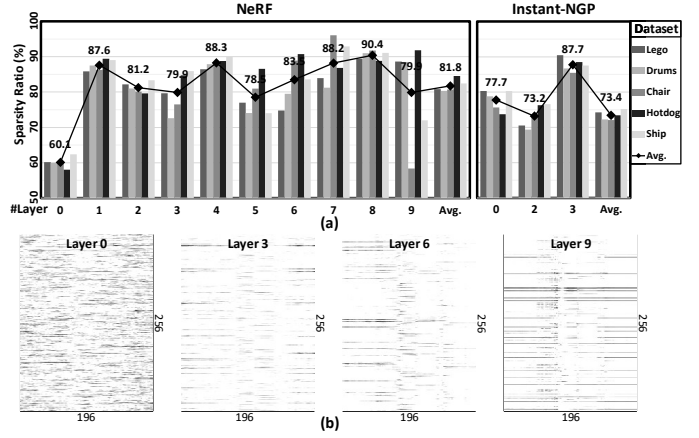 NeRF
Instant-NGP
Dataset
Lego
Drums
Chair
Hotdog
Ship
Avg.
Sparsity Ratio (%)
100
90
80
70
60
50
60.1 87.6 81.2 79.9 88.3 78.5 83.5 88.2 90.4 79.9 81.8
77.7 73.2 87.7 73.4
#Layer 0 1 2 3 4 5 6 7 8 9 Avg.
0 2 3 Avg.
(a)
Layer 0 Layer 3 Layer 6 Layer 9
256 256 256
196 196 196 196
(b)